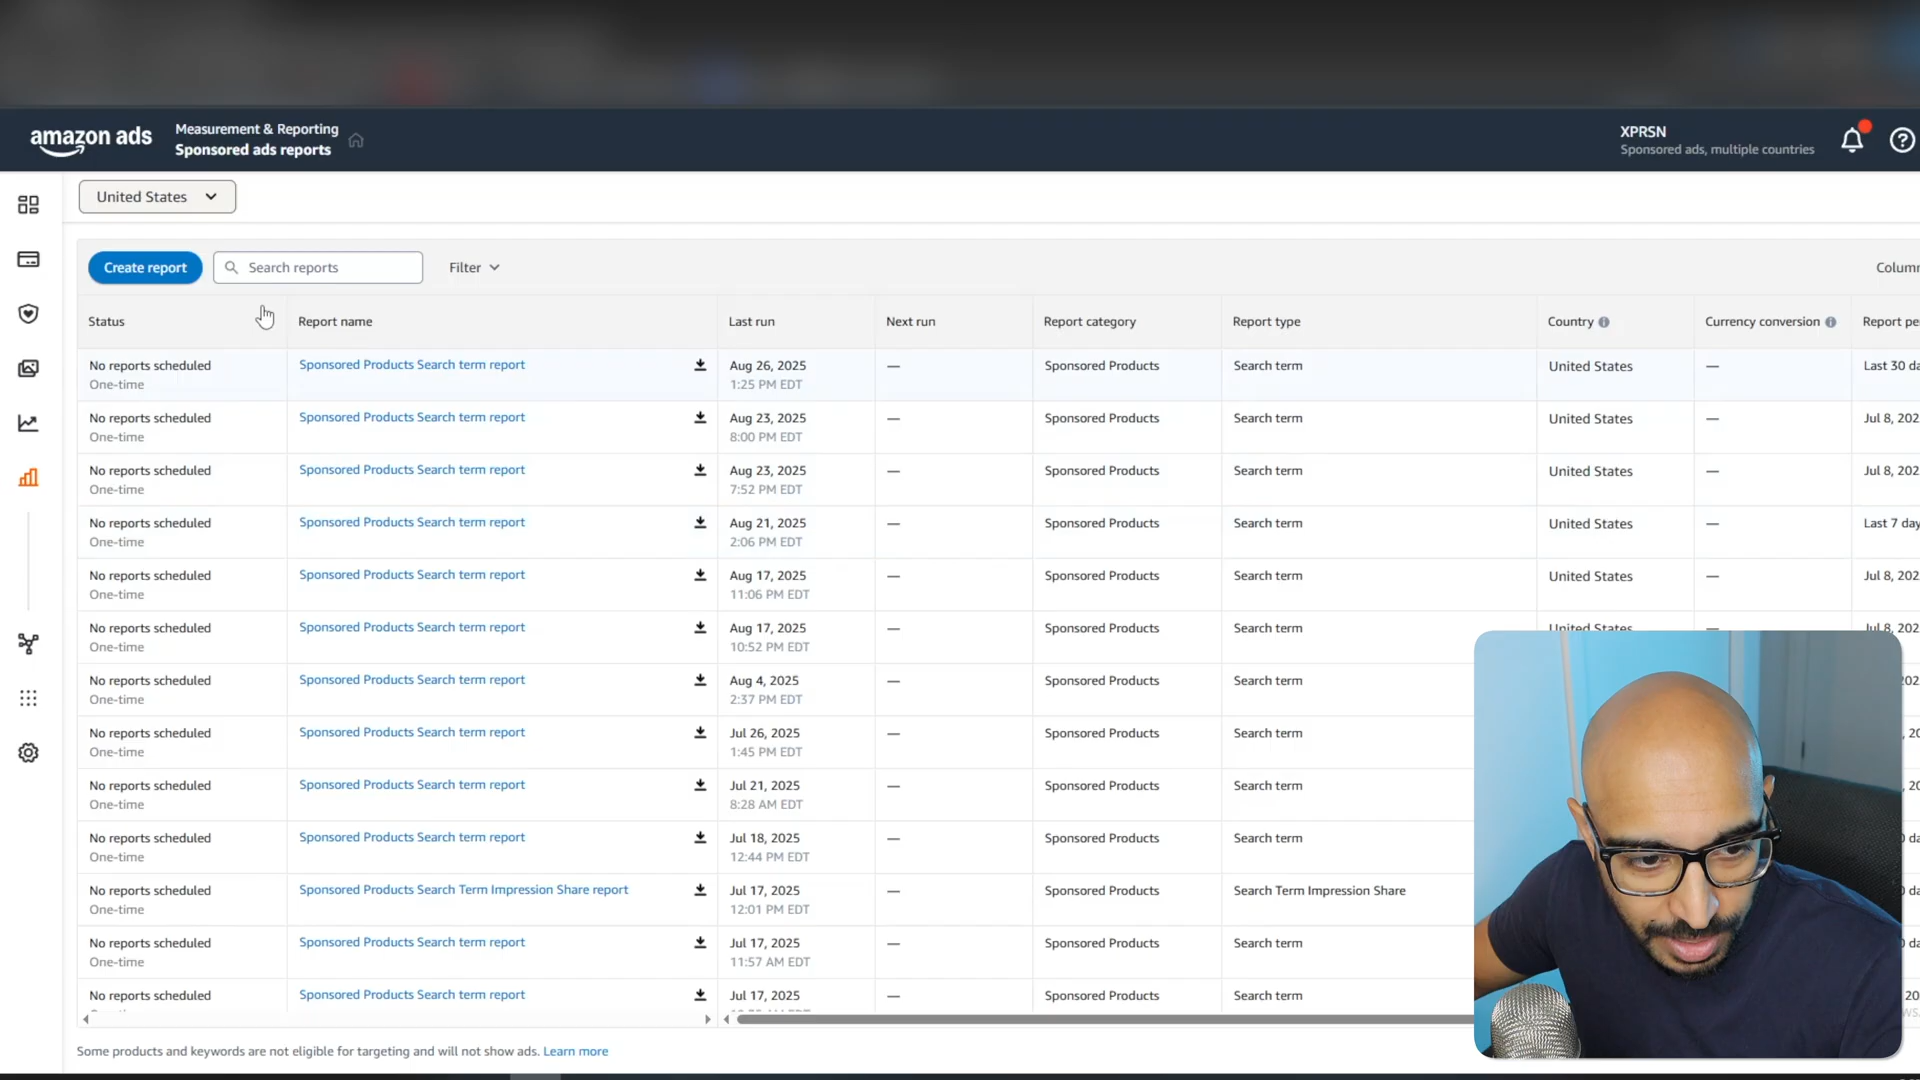 amazon ads
Measurement & Reporting
Sponsored ads reports
XPRSN
Sponsored ads, multiple countries
United States
Create report
Search reports
Filter
Status
Report name
Last run
Next run
Report category
Report type
Country
Currency conversion
No reports scheduled
One-time
Sponsored Products Search term report
Aug 26, 2025
1:25 PM EDT
—
Sponsored Products
Search term
United States
—
Last 30
No reports scheduled
One-time
Sponsored Products Search term report
Aug 23, 2025
8:00 PM EDT
—
Sponsored Products
Search term
United States
—
Jul 8,
No reports scheduled
One-time
Sponsored Products Search term report
Aug 23, 2025
7:52 PM EDT
—
Sponsored Products
Search term
United States
—
Jul 8,
No reports scheduled
One-time
Sponsored Products Search term report
Aug 21, 2025
2:06 PM EDT
—
Sponsored Products
Search term
United States
—
Last 7
No reports scheduled
One-time
Sponsored Products Search term report
Aug 17, 2025
11:06 PM EDT
—
Sponsored Products
Search term
United States
—
Jul 8,
No reports scheduled
One-time
Sponsored Products Search term report
Aug 17, 2025
10:52 PM EDT
—
Sponsored Products
Search term
United States
—
Jul 8,
No reports scheduled
One-time
Sponsored Products Search term report
Aug 4, 2025
2:37 PM EDT
—
Sponsored Products
Search term
No reports scheduled
One-time
Sponsored Products Search term report
Jul 26, 2025
1:45 PM EDT
—
Sponsored Products
Search term
No reports scheduled
One-time
Sponsored Products Search term report
Jul 21, 2025
8:28 AM EDT
—
Sponsored Products
Search term
No reports scheduled
One-time
Sponsored Products Search term report
Jul 18, 2025
12:44 PM EDT
—
Sponsored Products
Search term
No reports scheduled
One-time
Sponsored Products Search Term Impression Share report
Jul 17, 2025
12:01 PM EDT
—
Sponsored Products
Search Term Impression Share
No reports scheduled
One-time
Sponsored Products Search term report
Jul 17, 2025
11:57 AM EDT
—
Sponsored Products
Search term
No reports scheduled
Sponsored Products Search term report
Jul 17, 2025
—
Sponsored Products
Search term
Some products and keywords are not eligible for targeting and will not show ads. Learn more